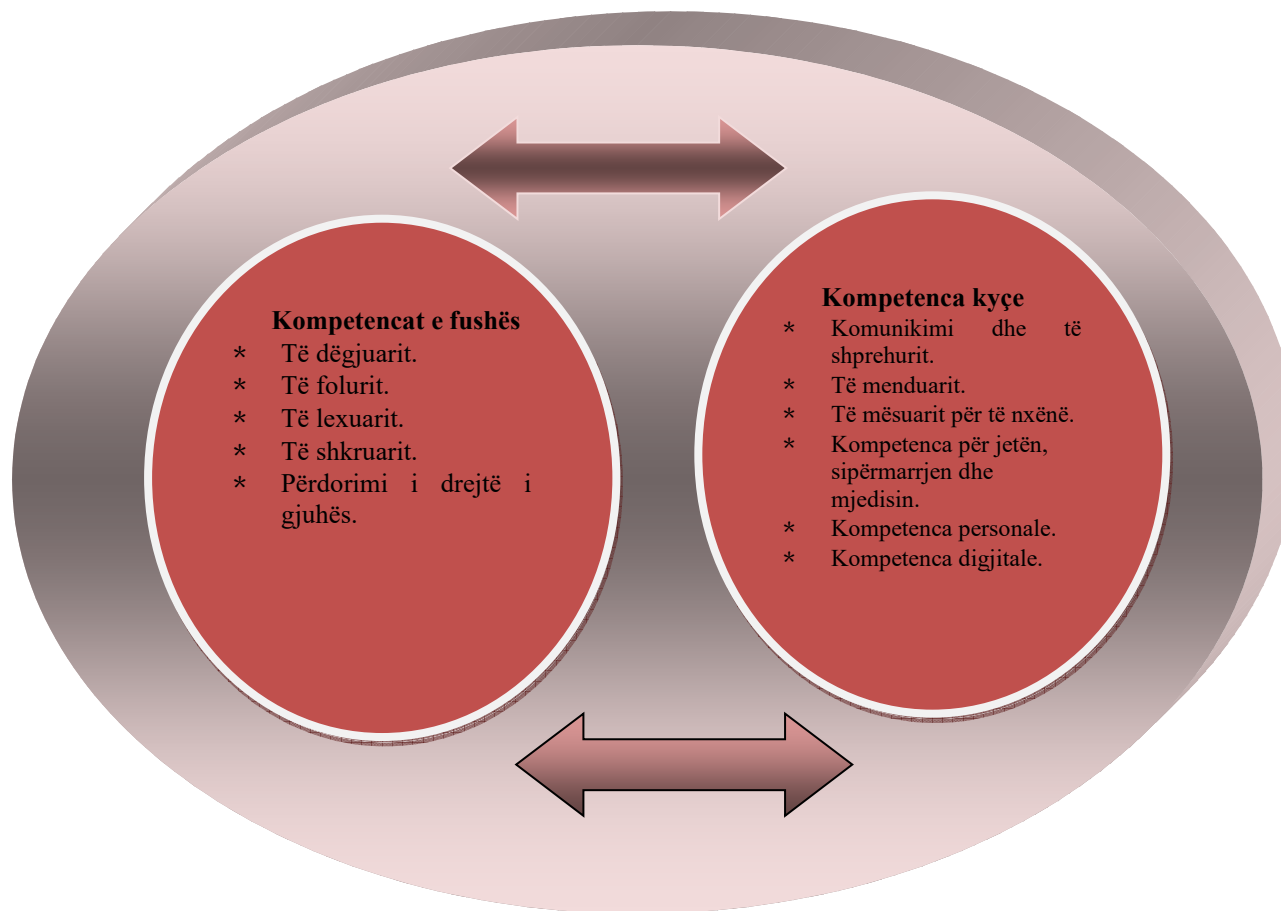 Kompetencat e fushës
* Të dëgjuarit.
* Të folurit.
* Të lexuarit.
* Të shkruarit.
* Përdorimi i drejtë i
gjuhës.
Kompetenca kyçe
* Komunikimi dhe të
shprehurit.
* Të menduarit.
* Të mësuarit për të nxënë.
* Kompetenca për jetën,
sipërmarrjen dhe
mjedisin.
* Kompetenca personale.
* Kompetenca digjitale.